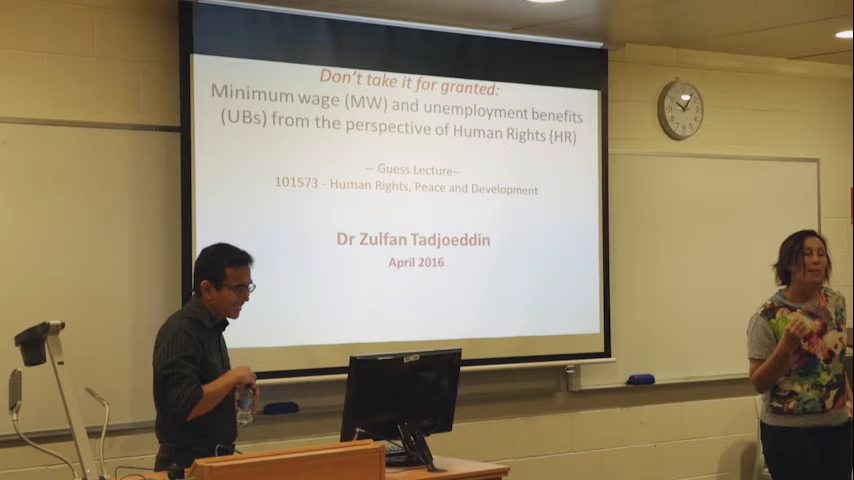 Don't take it for granted:
Minimum wage (MW) and unemployment benefits
(UBs) from the perspective of Human Rights (HR)
-- Guess Lecture--
101573 - Human Rights, Peace and Development
Dr Zulfan Tadjoeddin
April 2016